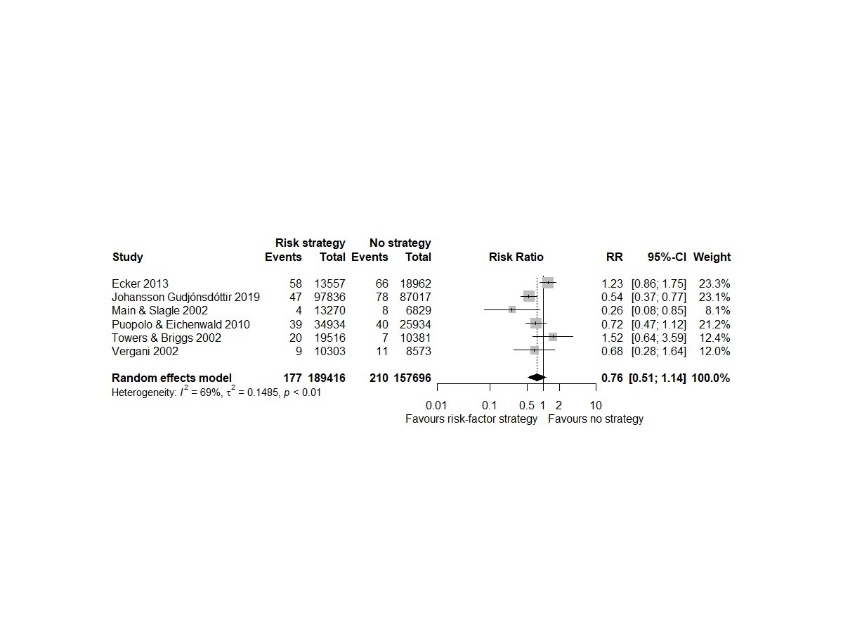 Risk strategy No strategy
Study Events Total Events Total Risk Ratio RR 95%-CI Weight
Ecker 2013 58 13557 66 18962 1.23 [0.86; 1.75] 23.3%
Johansson Gudjónsdóttir 2019 47 97836 78 87017 0.54 [0.37; 0.77] 23.1%
Main & Slagle 2002 4 13270 8 6829 0.26 [0.08; 0.85] 8.1%
Puopolo & Eichenwald 2010 39 34934 40 25934 0.72 [0.47; 1.12] 21.2%
Towers & Briggs 2002 20 19516 7 10381 1.52 [0.64; 3.59] 12.4%
Vergani 2002 9 10303 11 8573 0.68 [0.28; 1.64] 12.0%
Random effects model 177 189416 210 157696 0.76 [0.51; 1.14] 100.0%
Heterogeneity: I² = 69%, τ² = 0.1485, p < 0.01
0.01 0.1 0.5 1 2 10
Favours risk-factor strategy Favours no strategy